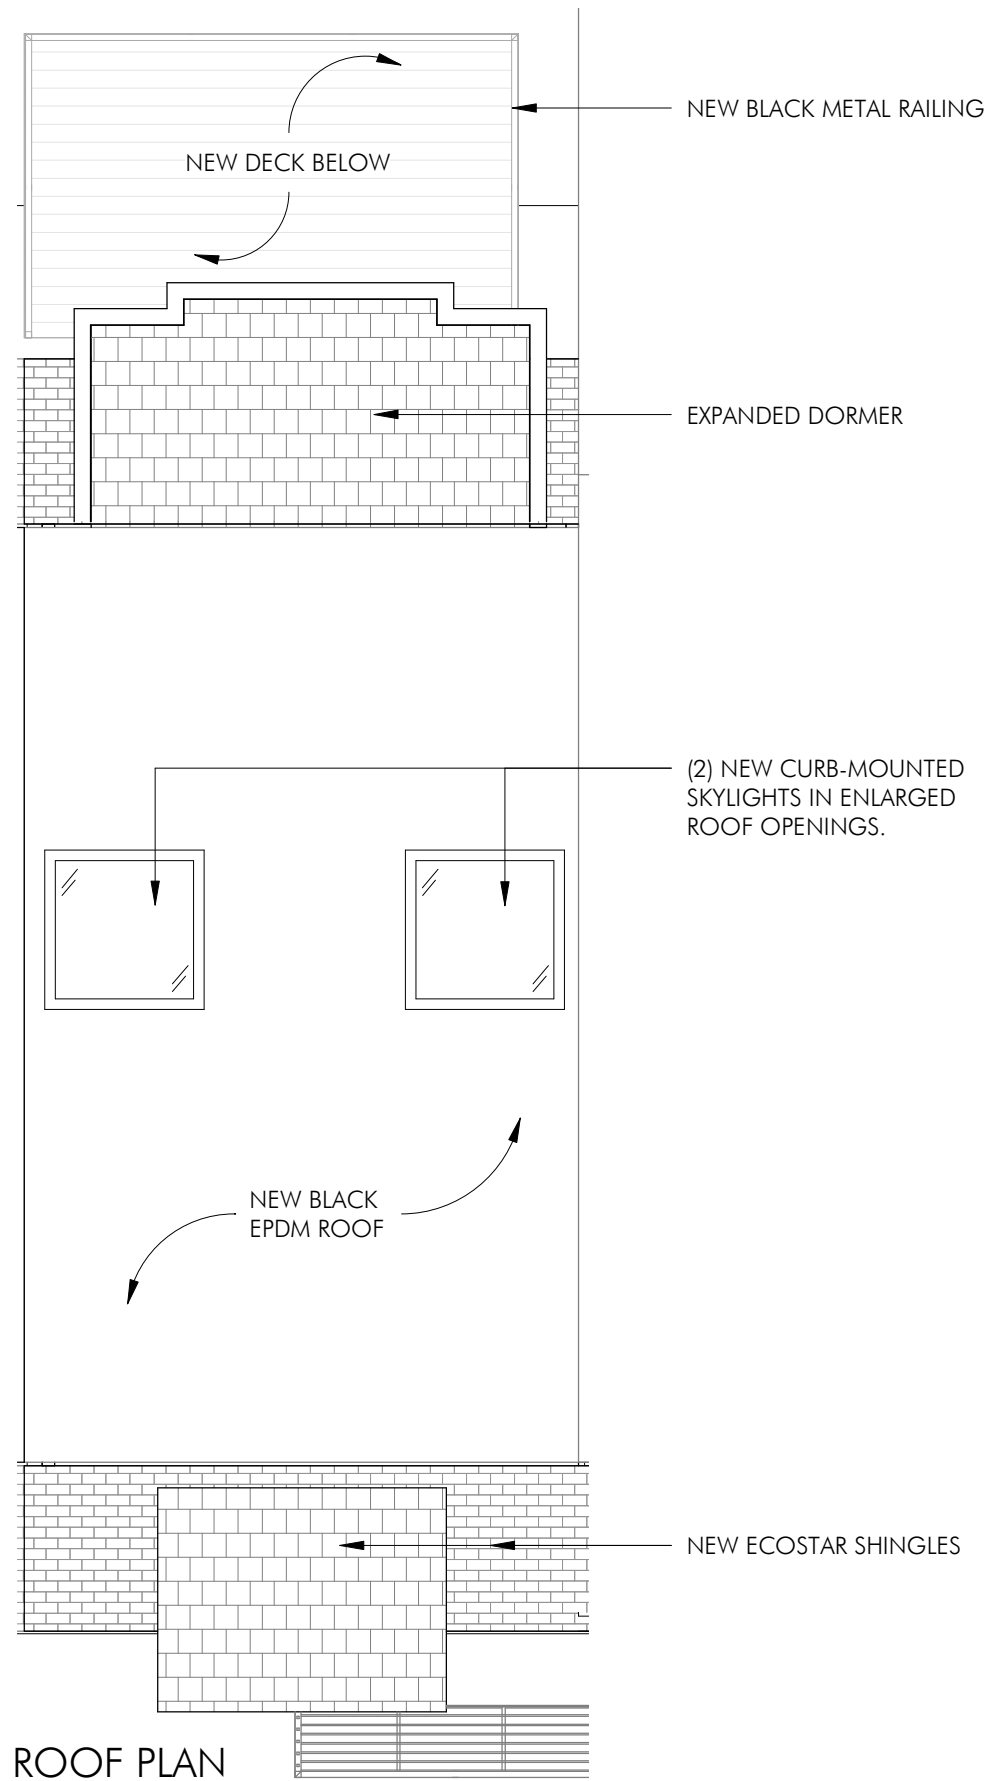 NEW BLACK METAL RAILING
NEW DECK BELOW
EXPANDED DORMER
(2) NEW CURB-MOUNTED
SKYLIGHTS IN ENLARGED
ROOF OPENINGS.
NEW BLACK
EPDM ROOF
NEW ECOSTAR SHINGLES
ROOF PLAN